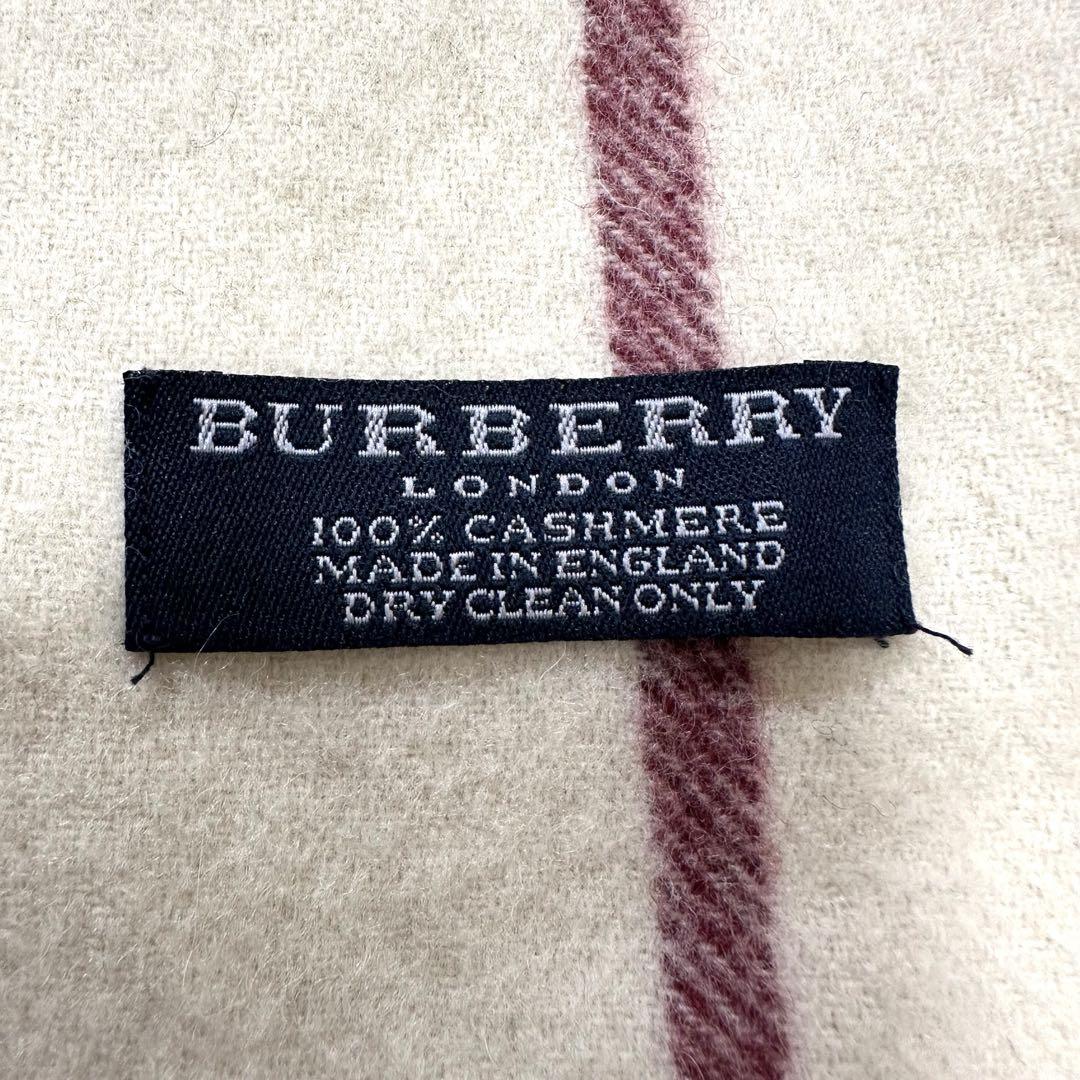 BURBERRY
LONDON
100% CASHMERE
MADE IN ENGLAND
DRY CLEAN ONLY